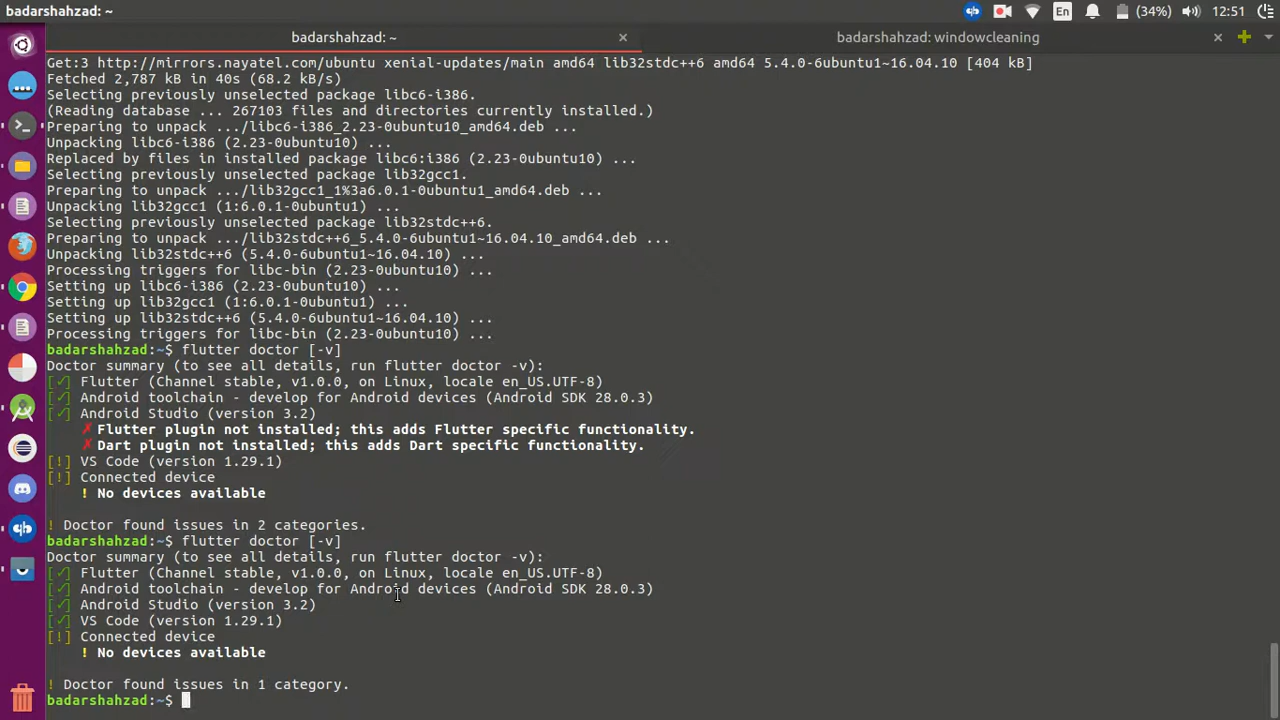 badarshahzad: ~
En
(34%)
12:51
badarshahzad: ~
badarshahzad: windowcleaning
Get:3 http://mirrors.nayatel.com/ubuntu xenial-updates/main amd64 lib32stdc++6 amd64 5.4.0-6ubuntu1~16.04.10 [404 kB]
Fetched 2,787 kB in 40s (68.2 kB/s)
Selecting previously unselected package libc6-i386.
(Reading database ... 267103 files and directories currently installed.)
Preparing to unpack .../libc6-i386_2.23-0ubuntu10_amd64.deb ...
Unpacking libc6-i386 (2.23-0ubuntu10) ...
Replaced by files in installed package libc6:i386 (2.23-0ubuntu10) ...
Selecting previously unselected package lib32gcc1.
Preparing to unpack .../lib32gcc1_1%3a6.0.1-0ubuntu1_amd64.deb ...
Unpacking lib32gcc1 (1:6.0.1-0ubuntu1) ...
Selecting previously unselected package lib32stdc++6.
Preparing to unpack .../lib32stdc++6_5.4.0-6ubuntu1~16.04.10_amd64.deb ...
Unpacking lib32stdc++6 (5.4.0-6ubuntu1~16.04.10) ...
Processing triggers for libc-bin (2.23-0ubuntu10) ...
Setting up libc6-i386 (2.23-0ubuntu10) ...
Setting up lib32gcc1 (1:6.0.1-0ubuntu1) ...
Setting up lib32stdc++6 (5.4.0-6ubuntu1~16.04.10) ...
Processing triggers for libc-bin (2.23-0ubuntu10) ...
badarshahzad:~$ flutter doctor [-v]
Doctor summary (to see all details, run flutter doctor -v):
[✓] Flutter (Channel stable, v1.0.0, on Linux, locale en_US.UTF-8)
[✓] Android toolchain - develop for Android devices (Android SDK 28.0.3)
[✓] Android Studio (version 3.2)
✗ Flutter plugin not installed; this adds Flutter specific functionality.
✗ Dart plugin not installed; this adds Dart specific functionality.
[!] VS Code (version 1.29.1)
[!] Connected device
! No devices available
! Doctor found issues in 2 categories.
badarshahzad:~$ flutter doctor [-v]
Doctor summary (to see all details, run flutter doctor -v):
[✓] Flutter (Channel stable, v1.0.0, on Linux, locale en_US.UTF-8)
[✓] Android toolchain - develop for Android devices (Android SDK 28.0.3)
[✓] Android Studio (version 3.2)
[✓] VS Code (version 1.29.1)
[!] Connected device
! No devices available
! Doctor found issues in 1 category.
badarshahzad:~$